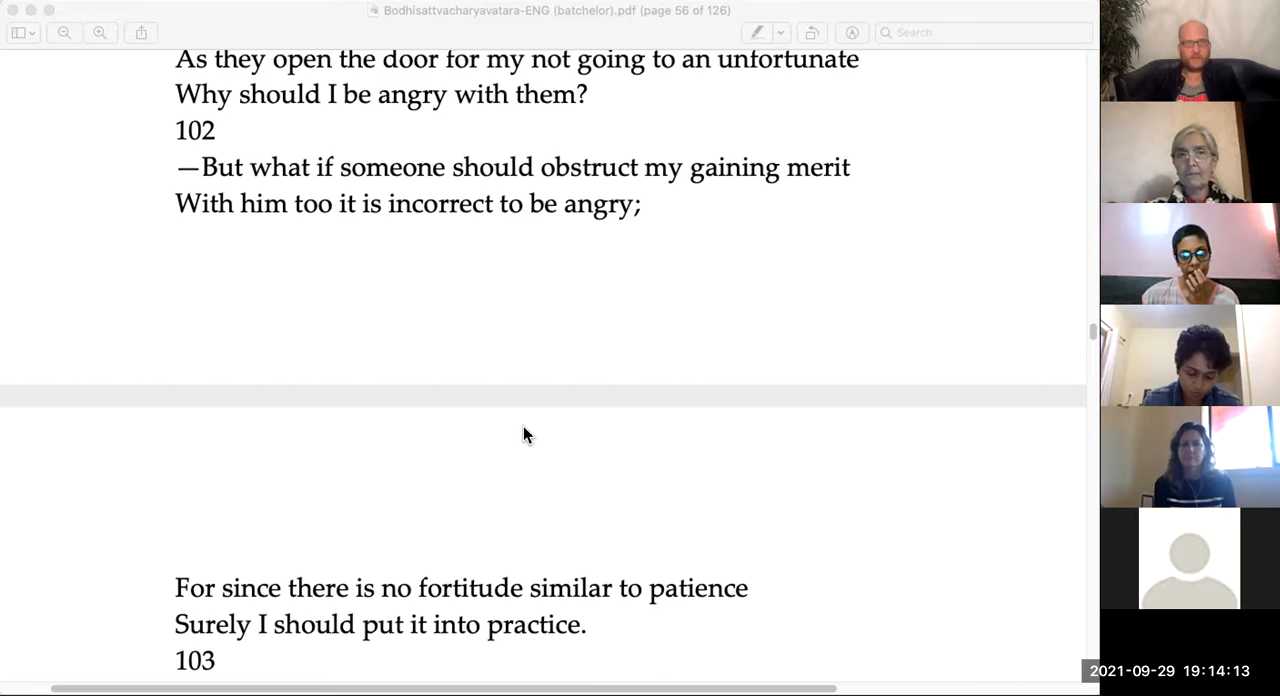 Bodhisattvacharyavatara-ENG (batchelor).pdf (page 56 of 126)
Search
As they open the door for my not going to an unfortunate
Why should I be angry with them?
102
—But what if someone should obstruct my gaining merit
With him too it is incorrect to be angry;
For since there is no fortitude similar to patience
Surely I should put it into practice.
103
2021-09-29 19:14:13